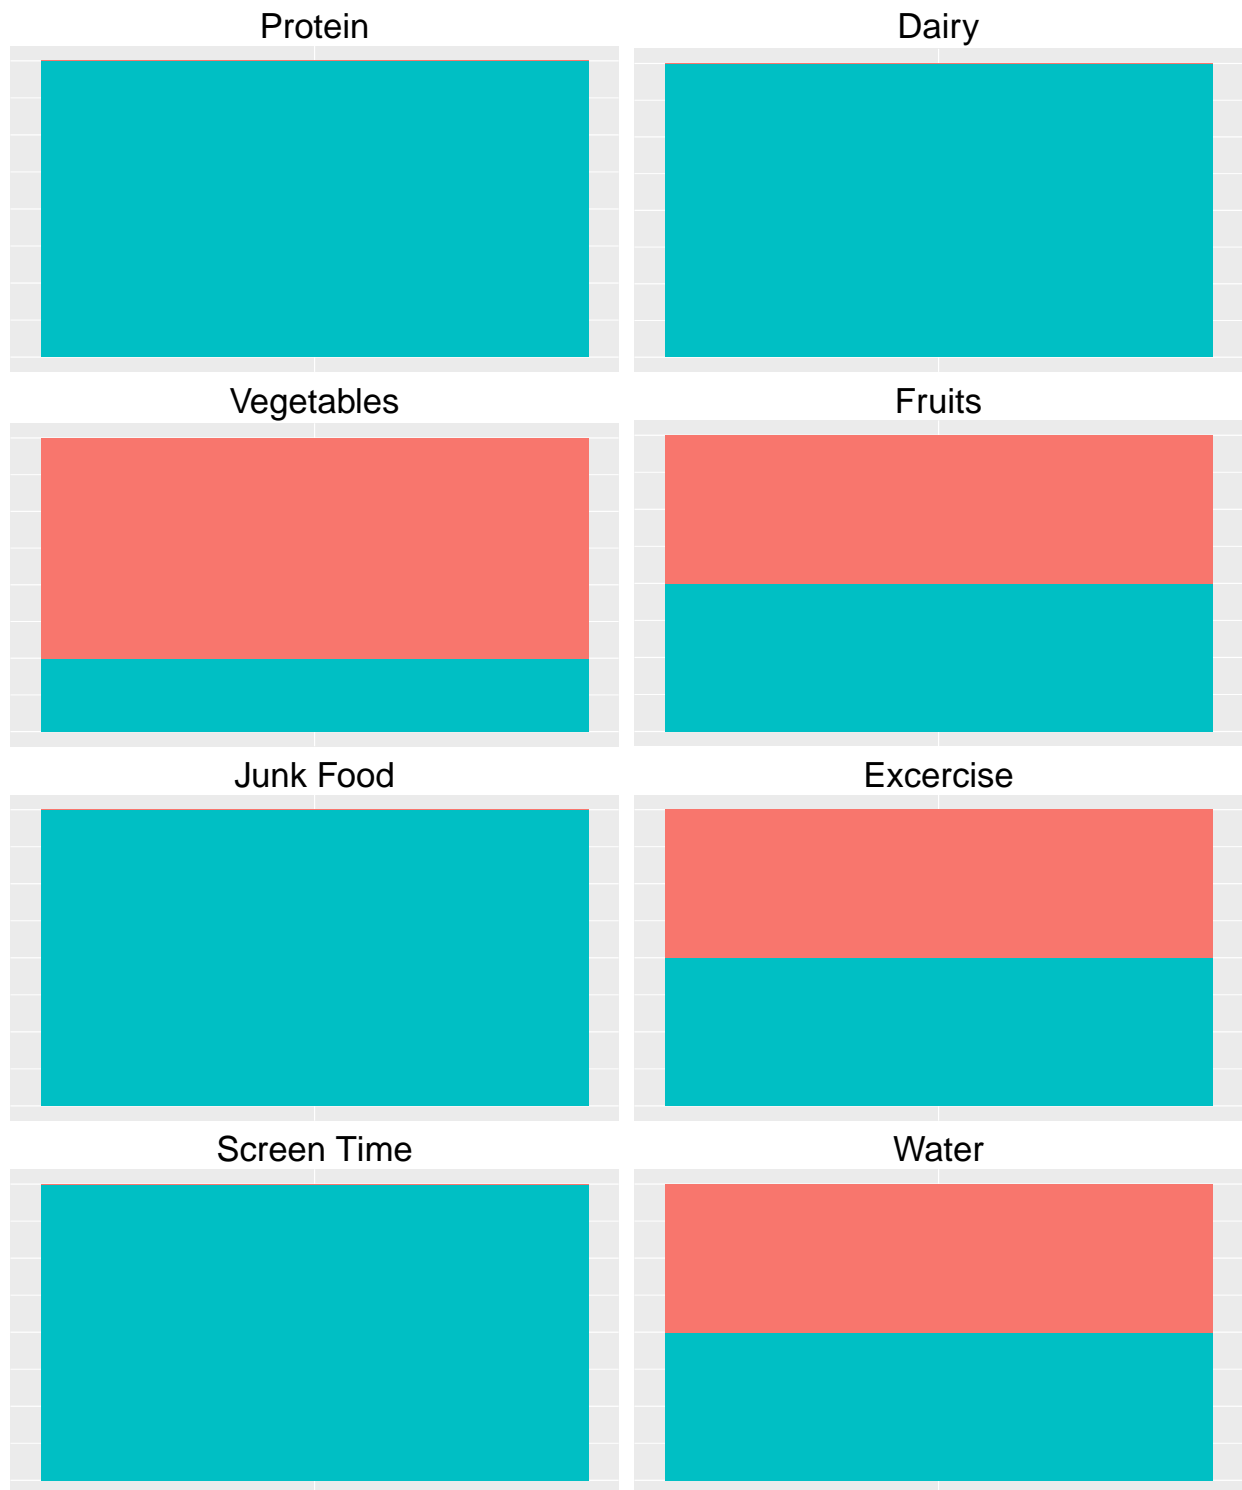 Protein
Dairy
Vegetables
Fruits
Junk Food
Excercise
Screen Time
Water